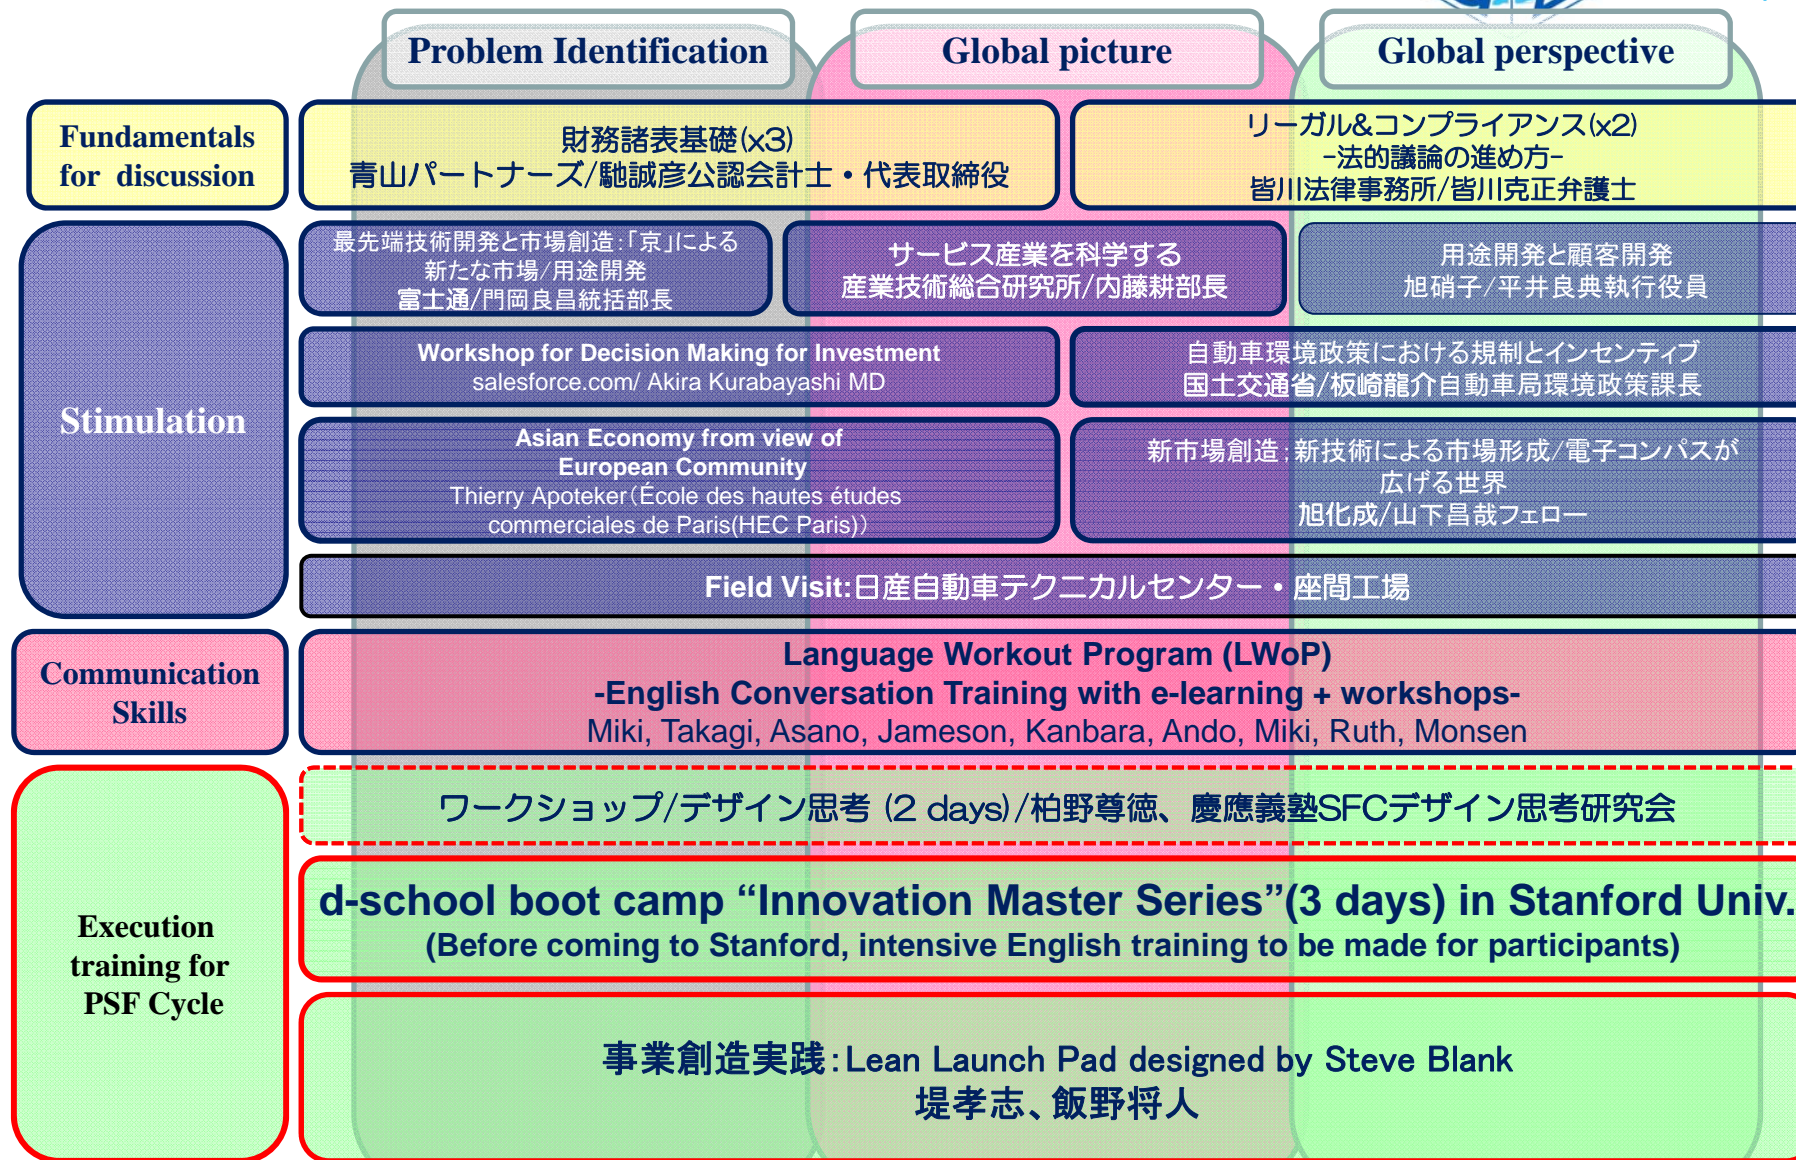 Problem Identification
Global picture
Global perspective
Fundamentals
for discussion
財務諸表基礎(x3)
青山パートナーズ/馳誠彦公認会計士・代表取締役
リーガル&コンプライアンス(x2)
-法的議論の進め方-
皆川法律事務所/皆川克正弁護士
Stimulation
最先端技術開発と市場創造:「京」による
新たな市場/用途開発
富士通/門岡良昌統括部長
サービス産業を科学する
産業技術総合研究所/内藤耕部長
用途開発と顧客開発
旭硝子/平井良典執行役員
Workshop for Decision Making for Investment
salesforce.com/ Akira Kurabayashi MD
自動車環境政策における規制とインセンティブ
国土交通省/板崎龍介自動車局環境政策課長
Asian Economy from view of
European Community
Thierry Apoteker（École des hautes études
commerciales de Paris(HEC Paris)）
新市場創造:新技術による市場形成/電子コンパスが
広げる世界
旭化成/山下昌哉フェロー
Field Visit:日産自動車テクニカルセンター・座間工場
Communication
Skills
Language Workout Program (LWoP)
-English Conversation Training with e-learning + workshops-
Miki, Takagi, Asano, Jameson, Kanbara, Ando, Miki, Ruth, Monsen
Execution
training for
PSF Cycle
ワークショップ/デザイン思考 (2 days)/柏野尊徳、慶應義塾SFCデザイン思考研究会
d-school boot camp “Innovation Master Series”(3 days) in Stanford Univ.
(Before coming to Stanford, intensive English training to be made for participants)
事業創造実践:Lean Launch Pad designed by Steve Blank
堤孝志、飯野将人